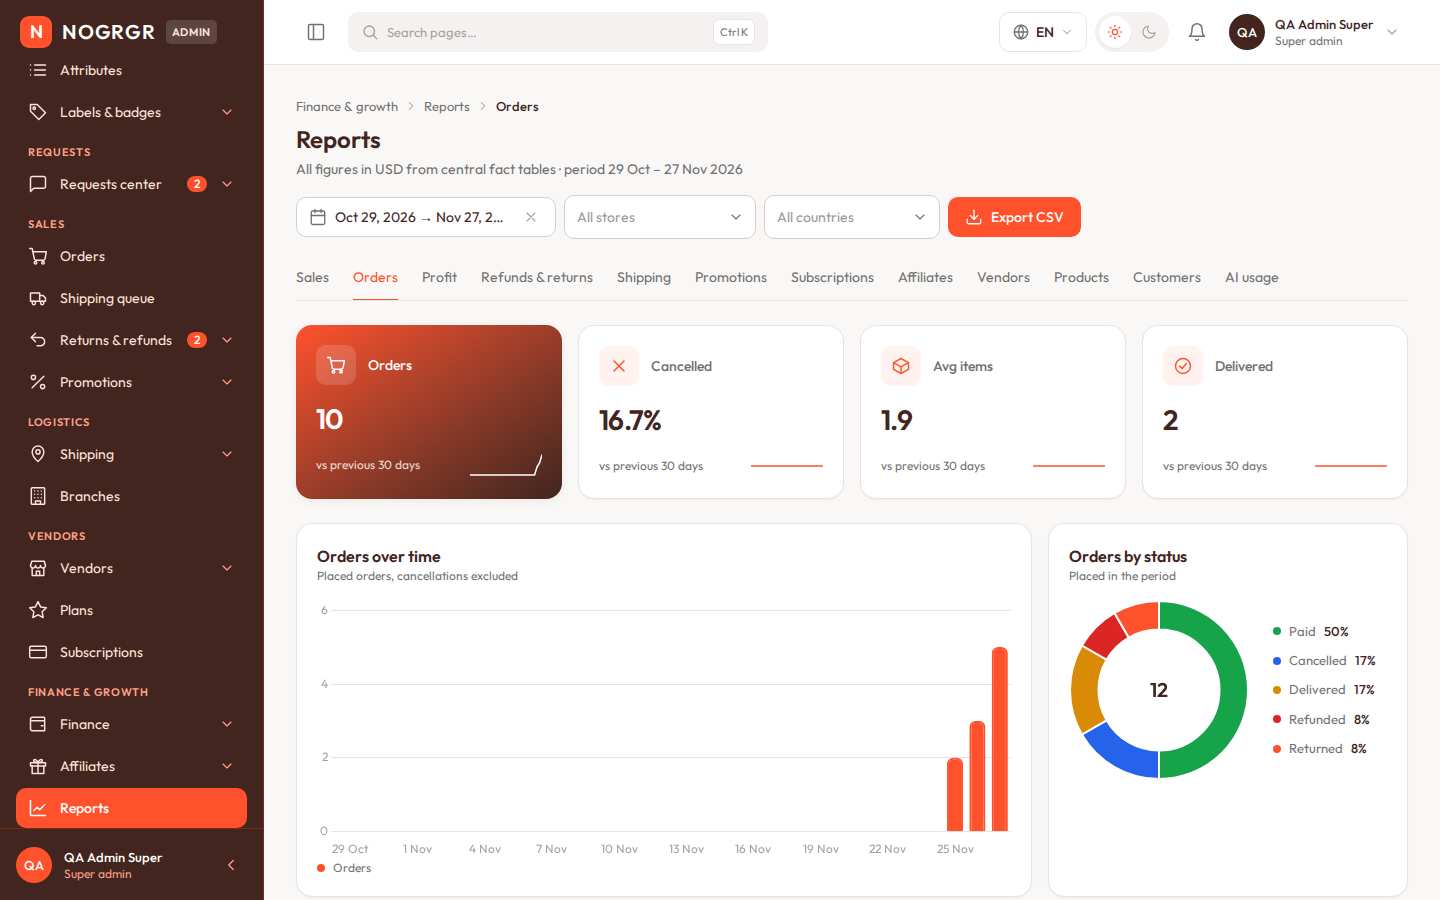 N NOGRGR ADMIN
Search pages... Ctrl K
EN
QA QA Admin Super
Super admin
Attributes
Labels & badges
REQUESTS
Requests center 2
SALES
Orders
Shipping queue
Returns & refunds 2
Promotions
LOGISTICS
Shipping
Branches
VENDORS
Vendors
Plans
Subscriptions
FINANCE & GROWTH
Finance
Affiliates
Reports
QA QA Admin Super
Super admin
Finance & growth Reports Orders
Reports
All figures in USD from central fact tables · period 29 Oct – 27 Nov 2026
Oct 29, 2026 → Nov 27, 2...
All stores
All countries
Export CSV
Sales Orders Profit Refunds & returns Shipping Promotions Subscriptions Affiliates Vendors Products Customers AI usage
Orders
10
vs previous 30 days
Cancelled
16.7%
vs previous 30 days
Avg items
1.9
vs previous 30 days
Delivered
2
vs previous 30 days
Orders over time
Placed orders, cancellations excluded
6
4
2
0
29 Oct 1 Nov 4 Nov 7 Nov 10 Nov 13 Nov 16 Nov 19 Nov 22 Nov 25 Nov
Orders
Orders by status
Placed in the period
12
Paid 50%
Cancelled 17%
Delivered 17%
Refunded 8%
Returned 8%